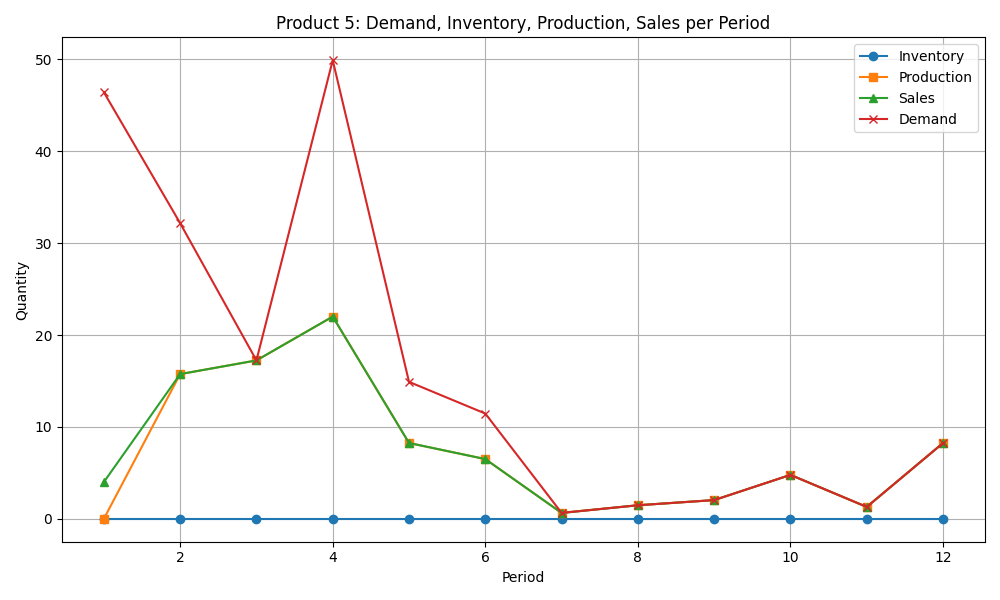 Product 5: Demand, Inventory, Production, Sales per Period
Inventory
Production
Sales
Demand
Quantity
50
40
30
20
10
0
2
4
6
8
10
12
Period